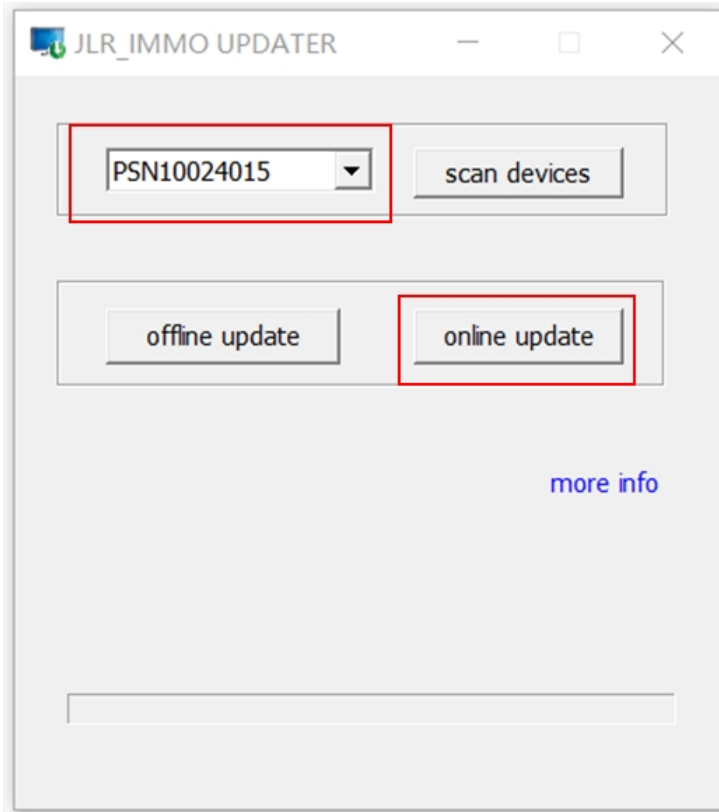 JLR_IMMO UPDATER
PSN10024015
scan devices
offline update
online update
more info